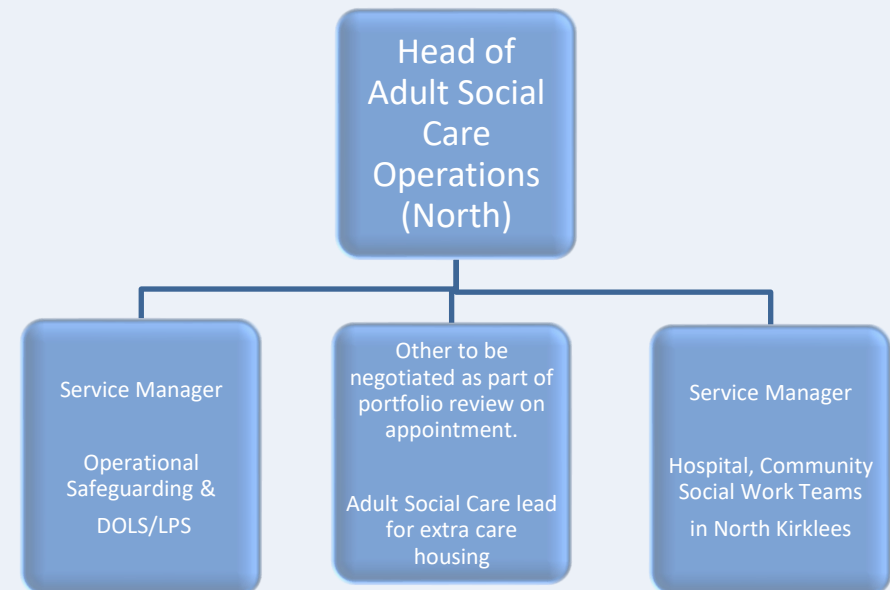 Head of
Adult Social
Care
Operations
(North)
Service Manager
Operational
Safeguarding &
DOLS/LPS
Other to be
negotiated as part of
portfolio review on
appointment.
Adult Social Care lead
for extra care
housing
Service Manager
Hospital, Community
Social Work Teams
in North Kirklees